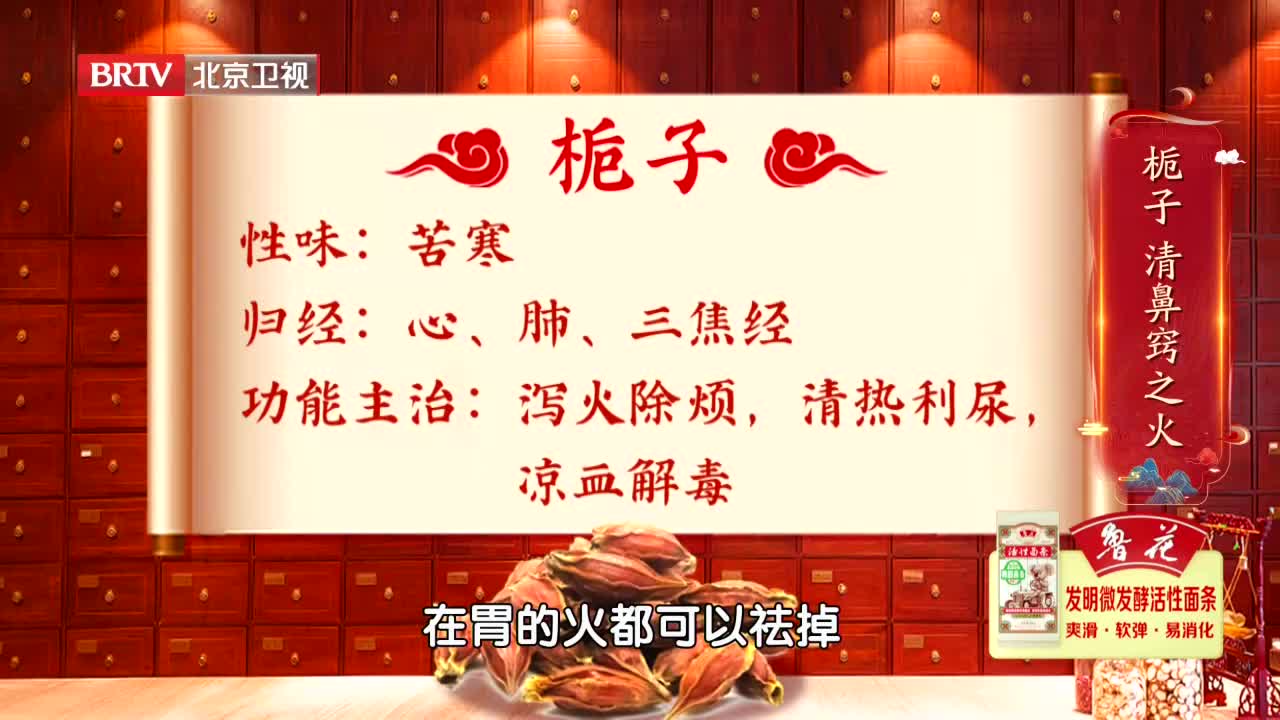 BRTV 北京卫视
栀子
性味：苦寒
归经：心、肺、三焦经
功能主治：泻火除烦，清热利尿，
凉血解毒
栀子 清鼻窍之火
鲁花
活性面条
发明微发酵活性面条
爽滑·软弹·易消化
在胃的火都可以祛掉